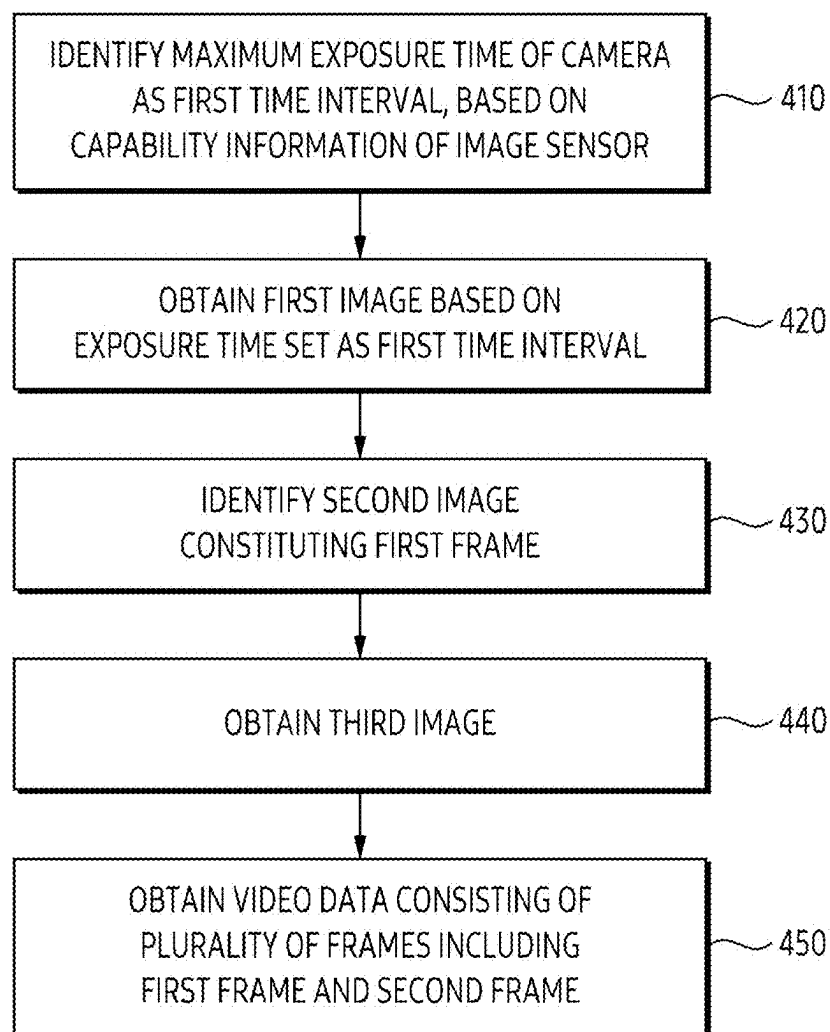 IDENTIFY MAXIMUM EXPOSURE TIME OF CAMERA
AS FIRST TIME INTERVAL, BASED ON
CAPABILITY INFORMATION OF IMAGE SENSOR
410
OBTAIN FIRST IMAGE BASED ON
EXPOSURE TIME SET AS FIRST TIME INTERVAL
420
IDENTIFY SECOND IMAGE
CONSTITUTING FIRST FRAME
430
OBTAIN THIRD IMAGE
440
OBTAIN VIDEO DATA CONSISTING OF
PLURALITY OF FRAMES INCLUDING
FIRST FRAME AND SECOND FRAME
450